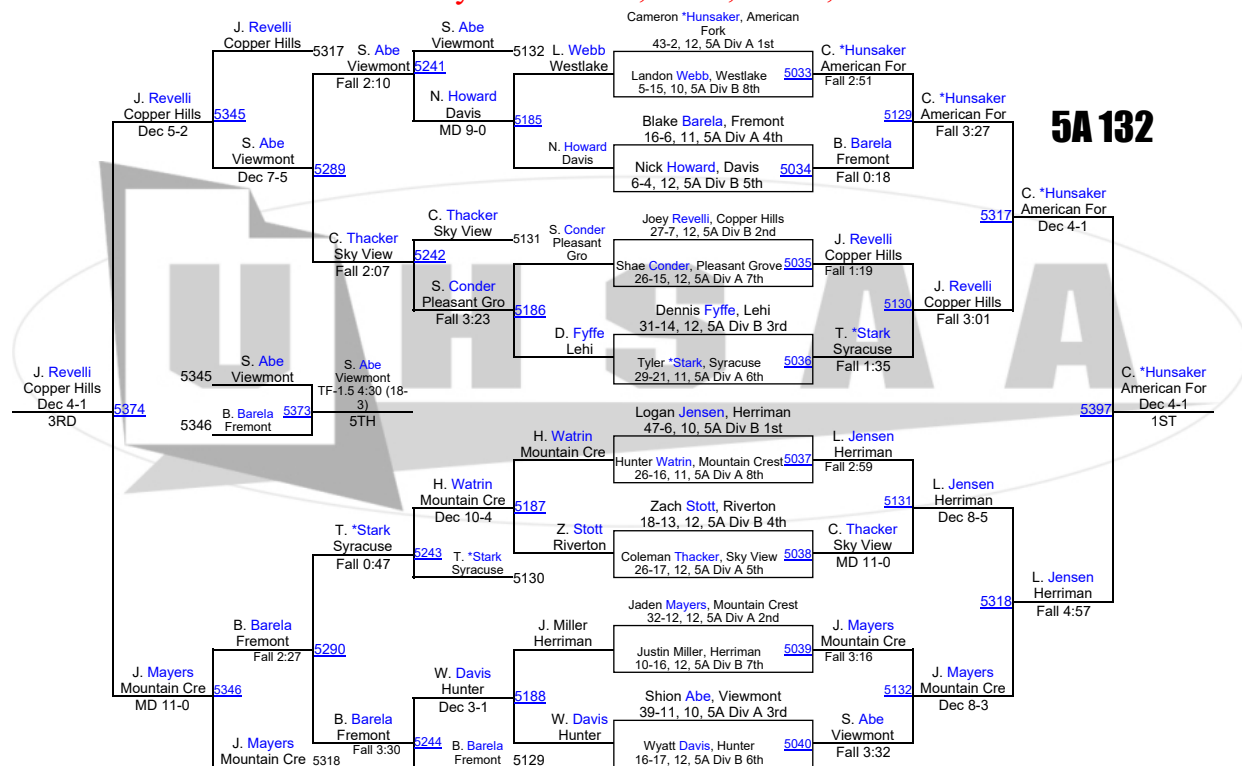 5A 132
J. Revelli
Copper Hills
Dec 4-1
3RD
5374
J. Revelli
Copper Hills
Dec 5-2
5345
J. Mayers
Mountain Cre
MD 11-0
5346
J. Revelli
Copper Hills
5317
S. Abe
Viewmont
Dec 7-5
5289
5345
S. Abe
Viewmont
5346
B. Barela
Fremont
5373
S. Abe
Viewmont
TF-1.5 4:30 (18-
3)
5TH
B. Barela
Fremont
Fall 2:27
5290
J. Mayers
Mountain Cre
5318
S. Abe
Viewmont
Fall 2:10
5241
C. Thacker
Sky View
Fall 2:07
5242
T. *Stark
Syracuse
Fall 0:47
5243
B. Barela
Fremont
Fall 3:30
5244
S. Abe
Viewmont
5132
N. Howard
Davis
MD 9-0
5185
C. Thacker
Sky View
5131
S. Conder
Pleasant Gro
Fall 3:23
5186
H. Watrin
Mountain Cre
Dec 10-4
5187
T. *Stark
Syracuse
5130
W. Davis
Hunter
Dec 3-1
5188
B. Barela
Fremont
5129
L. Webb
Westlake
N. Howard
Davis
S. Conder
Pleasant
Gro
D. Fyffe
Lehi
H. Watrin
Mountain Cre
Z. Stott
Riverton
J. Miller
Herriman
W. Davis
Hunter
Cameron *Hunsaker, American
Fork
43-2, 12, 5A Div A 1st
Landon Webb, Westlake
5-15, 10, 5A Div B 8th
5033
Blake Barela, Fremont
16-6, 11, 5A Div A 4th
Nick Howard, Davis
6-4, 12, 5A Div B 5th
5034
Joey Revelli, Copper Hills
27-7, 12, 5A Div B 2nd
Shae Conder, Pleasant Grove
26-15, 12, 5A Div A 7th
5035
Dennis Fyffe, Lehi
31-14, 12, 5A Div B 3rd
Tyler *Stark, Syracuse
29-21, 11, 5A Div A 6th
5036
Logan Jensen, Herriman
47-6, 10, 5A Div B 1st
Hunter Watrin, Mountain Crest
26-16, 11, 5A Div A 8th
5037
Zach Stott, Riverton
18-13, 12, 5A Div B 4th
Coleman Thacker, Sky View
26-17, 12, 5A Div A 5th
5038
Jaden Mayers, Mountain Crest
32-12, 12, 5A Div A 2nd
Justin Miller, Herriman
10-16, 12, 5A Div B 7th
5039
Shion Abe, Viewmont
39-11, 10, 5A Div A 3rd
Wyatt Davis, Hunter
16-17, 12, 5A Div B 6th
5040
C. *Hunsaker
American For
Fall 2:51
B. Barela
Fremont
Fall 0:18
J. Revelli
Copper Hills
Fall 1:19
T. *Stark
Syracuse
Fall 1:35
L. Jensen
Herriman
Fall 2:59
C. Thacker
Sky View
MD 11-0
J. Mayers
Mountain Cre
Fall 3:16
S. Abe
Viewmont
Fall 3:32
5129
C. *Hunsaker
American For
Fall 3:27
5130
J. Revelli
Copper Hills
Fall 3:01
5131
L. Jensen
Herriman
Dec 8-5
5132
J. Mayers
Mountain Cre
Dec 8-3
5317
C. *Hunsaker
American For
Dec 4-1
5318
L. Jensen
Herriman
Fall 4:57
5397
C. *Hunsaker
American For
Dec 4-1
1ST
UHSAA